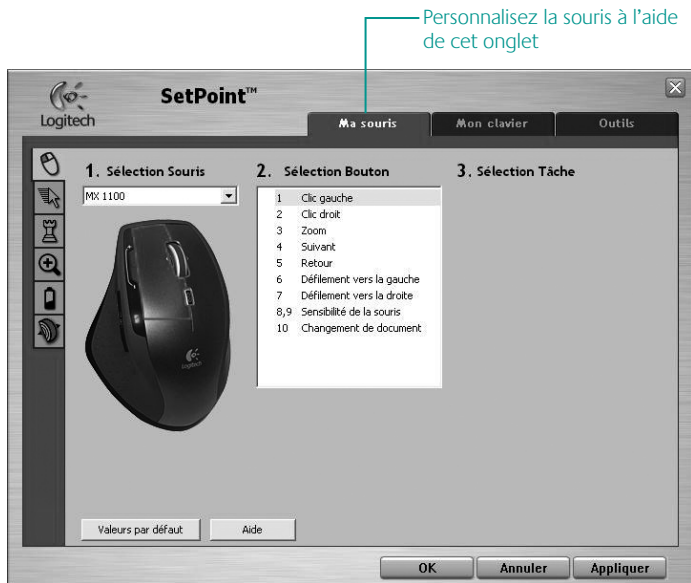 Personnalisez la souris à l'aide
de cet onglet
Logitech
SetPoint™
Ma souris
Mon clavier
Outils
1. Sélection Souris
MX 1100
Logitech
2. Sélection Bouton
1 Clic gauche
2 Clic droit
3 Zoom
4 Suivant
5 Retour
6 Défilement vers la gauche
7 Défilement vers la droite
8,9 Sensibilité de la souris
10 Changement de document
3. Sélection Tâche
Valeurs par défaut
Aide
OK
Annuler
Appliquer